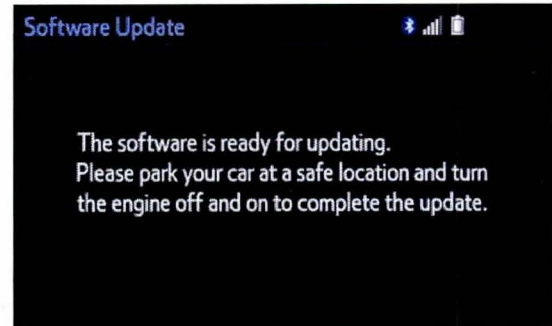 Software Update
The software is ready for updating.
Please park your car at a safe location and turn
the engine off and on to complete the update.